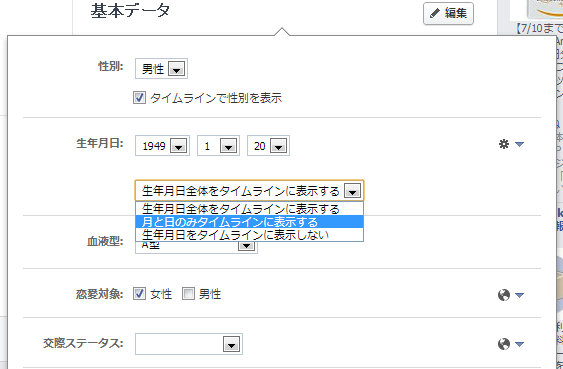 基本データ
編集
性別:
男性
タイムラインで性別を表示
生年月日:
1949 1 20
生年月日全体をタイムラインに表示する
生年月日全体をタイムラインに表示する
月と日のみタイムラインに表示する
生年月日をタイムラインに表示しない
血液型:
A型
恋愛対象: 女性 男性
交際ステータス:
【7/10まで